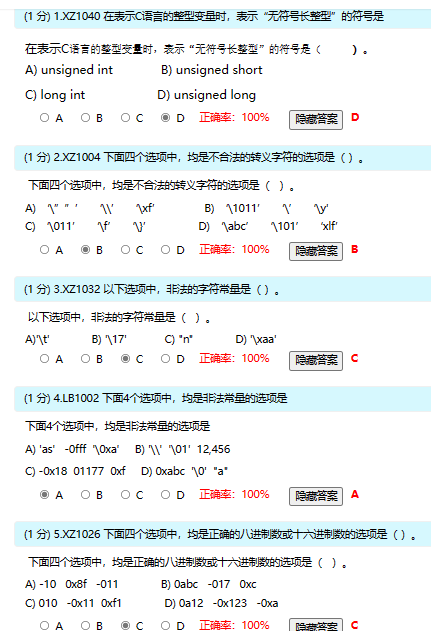 (1 分) 1.XZ1040 在表示C语言的整型变量时，表示“无符号长整型”的符号是
在表示C语言的整型变量时，表示“无符号长整型”的符号是（ ）。
A) unsigned int B) unsigned short
C) long int D) unsigned long
A B C D 正确率：100% 隐藏答案 D
(1 分) 2.XZ1004 下面四个选项中，均是不合法的转义字符的选项是（ ）。
下面四个选项中，均是不合法的转义字符的选项是（ ）。
A) '\" " ' '\\' '\xf' B) '\1011' '\' '\y'
C) '\011' '\f' '\}' D) '\abc' '\101' 'xlf'
A B C D 正确率：100% 隐藏答案 B
(1 分) 3.XZ1032 以下选项中，非法的字符常量是（ ）。
以下选项中，非法的字符常量是（ ）。
A)'\t' B) '\17' C) "n" D) '\xaa'
A B C D 正确率：100% 隐藏答案 C
(1 分) 4.LB1002 下面4个选项中，均是非法常量的选项是
下面4个选项中，均是非法常量的选项是
A) 'as' -0fff '\0xa' B) '\\' '\01' 12,456
C) -0x18 01177 0xf D) 0xabc '\0' "a"
A B C D 正确率：100% 隐藏答案 A
(1 分) 5.XZ1026 下面四个选项中，均是正确的八进制数或十六进制数的选项是（ ）。
下面四个选项中，均是正确的八进制数或十六进制数的选项是（ ）。
A) -10 0x8f -011 B) 0abc -017 0xc
C) 010 -0x11 0xf1 D) 0a12 -0x123 -0xa
A B C D 正确率：100% 隐藏答案 C